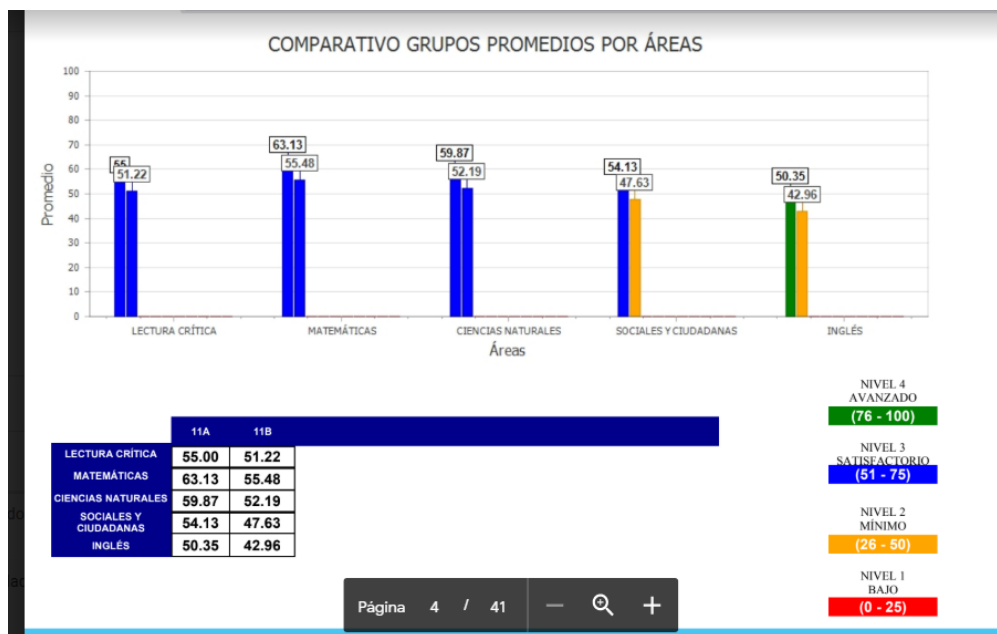 COMPARATIVO GRUPOS PROMEDIOS POR ÁREAS
100
90
80
70
60
50
40
30
20
10
0
Promedio
55
51.22
63.13
55.48
59.87
52.19
54.13
47.63
50.35
42.96
LECTURA CRÍTICA
MATEMÁTICAS
CIENCIAS NATURALES
SOCIALES Y CIUDADANAS
INGLÉS
Áreas
11A 11B
LECTURA CRÍTICA 55.00 51.22
MATEMÁTICAS 63.13 55.48
CIENCIAS NATURALES 59.87 52.19
SOCIALES Y
CIUDADANAS 54.13 47.63
INGLÉS 50.35 42.96
NIVEL 4
AVANZADO
(76 - 100)
NIVEL 3
SATISFACTORIO
(51 - 75)
NIVEL 2
MÍNIMO
(26 - 50)
NIVEL 1
BAJO
(0 - 25)
Página 4 / 41